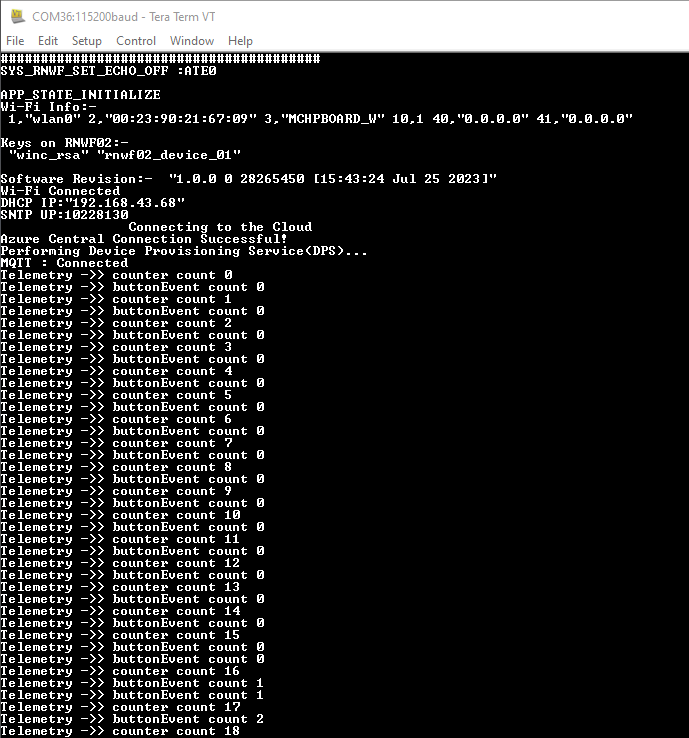 COM36:115200baud - Tera Term VT
File Edit Setup Control Window Help
########################################
SYS_RNWF_SET_ECHO_OFF :ATE0
APP_STATE_INITIALIZE
Wi-Fi Info:-
1,"wlan0" 2,"00:23:90:21:67:09" 3,"MCHPBOARD_W" 10,1 40,"0.0.0.0" 41,"0.0.0.0"
Keys on RNWF02:-
"winc_rsa" "rnwf02_device_01"
Software Revision:- "1.0.0 0 28265450 [15:43:24 Jul 25 2023]"
Wi-Fi Connected
DHCP IP:"192.168.43.68"
SNTP UP:10228130
Connecting to the Cloud
Azure Central Connection Successful!
Performing Device Provisioning Service(DPS)...
MQTT : Connected
Telemetry ->> counter count 0
Telemetry ->> buttonEvent count 0
Telemetry ->> counter count 1
Telemetry ->> buttonEvent count 0
Telemetry ->> counter count 2
Telemetry ->> buttonEvent count 0
Telemetry ->> counter count 3
Telemetry ->> buttonEvent count 0
Telemetry ->> counter count 4
Telemetry ->> buttonEvent count 0
Telemetry ->> counter count 5
Telemetry ->> buttonEvent count 0
Telemetry ->> counter count 6
Telemetry ->> buttonEvent count 0
Telemetry ->> counter count 7
Telemetry ->> buttonEvent count 0
Telemetry ->> counter count 8
Telemetry ->> buttonEvent count 0
Telemetry ->> counter count 9
Telemetry ->> buttonEvent count 0
Telemetry ->> counter count 10
Telemetry ->> buttonEvent count 0
Telemetry ->> counter count 11
Telemetry ->> buttonEvent count 0
Telemetry ->> counter count 12
Telemetry ->> buttonEvent count 0
Telemetry ->> counter count 13
Telemetry ->> buttonEvent count 0
Telemetry ->> counter count 14
Telemetry ->> buttonEvent count 0
Telemetry ->> counter count 15
Telemetry ->> buttonEvent count 0
Telemetry ->> buttonEvent count 0
Telemetry ->> counter count 16
Telemetry ->> buttonEvent count 1
Telemetry ->> buttonEvent count 1
Telemetry ->> counter count 17
Telemetry ->> buttonEvent count 2
Telemetry ->> counter count 18